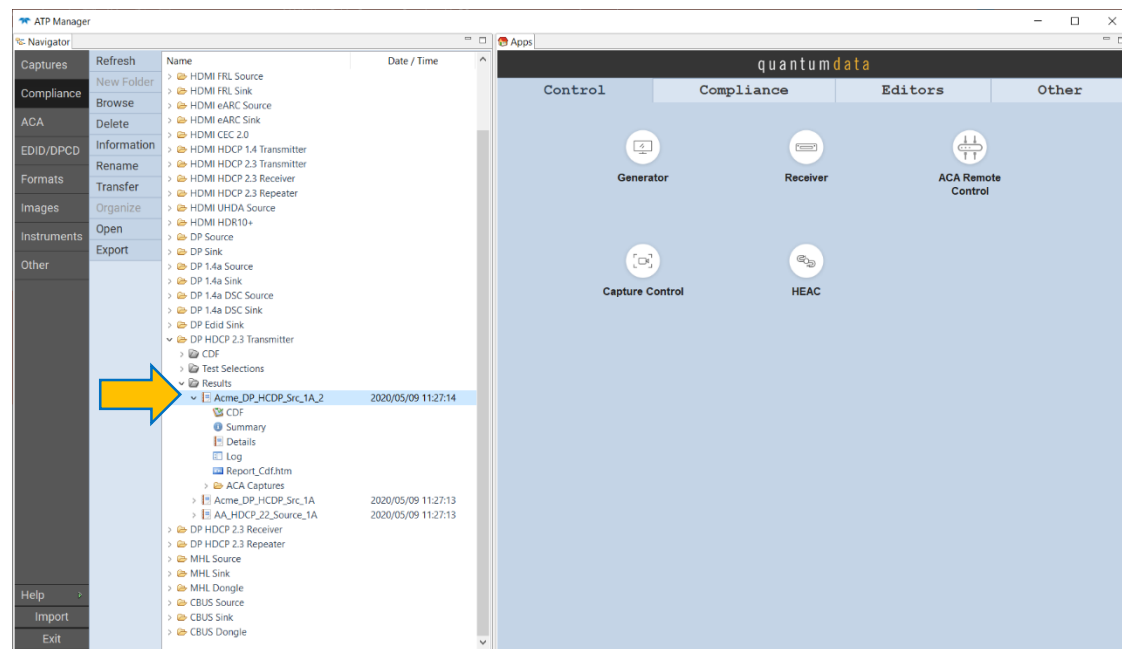 ATP Manager
Navigator
Captures
Compliance
ACA
EDID/DPCD
Formats
Images
Instruments
Other
Help
Import
Exit
Refresh
New Folder
Browse
Delete
Information
Rename
Transfer
Organize
Open
Export
Name Date / Time
HDMI FRL Source
HDMI FRL Sink
HDMI eARC Source
HDMI eARC Sink
HDMI CEC 2.0
HDMI HDCP 1.4 Transmitter
HDMI HDCP 2.3 Transmitter
HDMI HDCP 2.3 Receiver
HDMI HDCP 2.3 Repeater
HDMI UHDA Source
HDMI HDR10+
DP Source
DP Sink
DP 1.4a Source
DP 1.4a Sink
DP 1.4a DSC Source
DP 1.4a DSC Sink
DP Edid Sink
DP HDCP 2.3 Transmitter
CDF
Test Selections
Results
Acme_DP_HCDP_Src_1A_2 2020/05/09 11:27:14
CDF
Summary
Details
Log
Report_Cdf.htm
ACA Captures
Acme_DP_HCDP_Src_1A 2020/05/09 11:27:13
AA_HDCP_22_Source_1A 2020/05/09 11:27:13
DP HDCP 2.3 Receiver
DP HDCP 2.3 Repeater
MHL Source
MHL Sink
MHL Dongle
CBUS Source
CBUS Sink
CBUS Dongle
Apps
quantumdata
Control Compliance Editors Other
Generator Receiver ACA Remote
Control
Capture Control HEAC